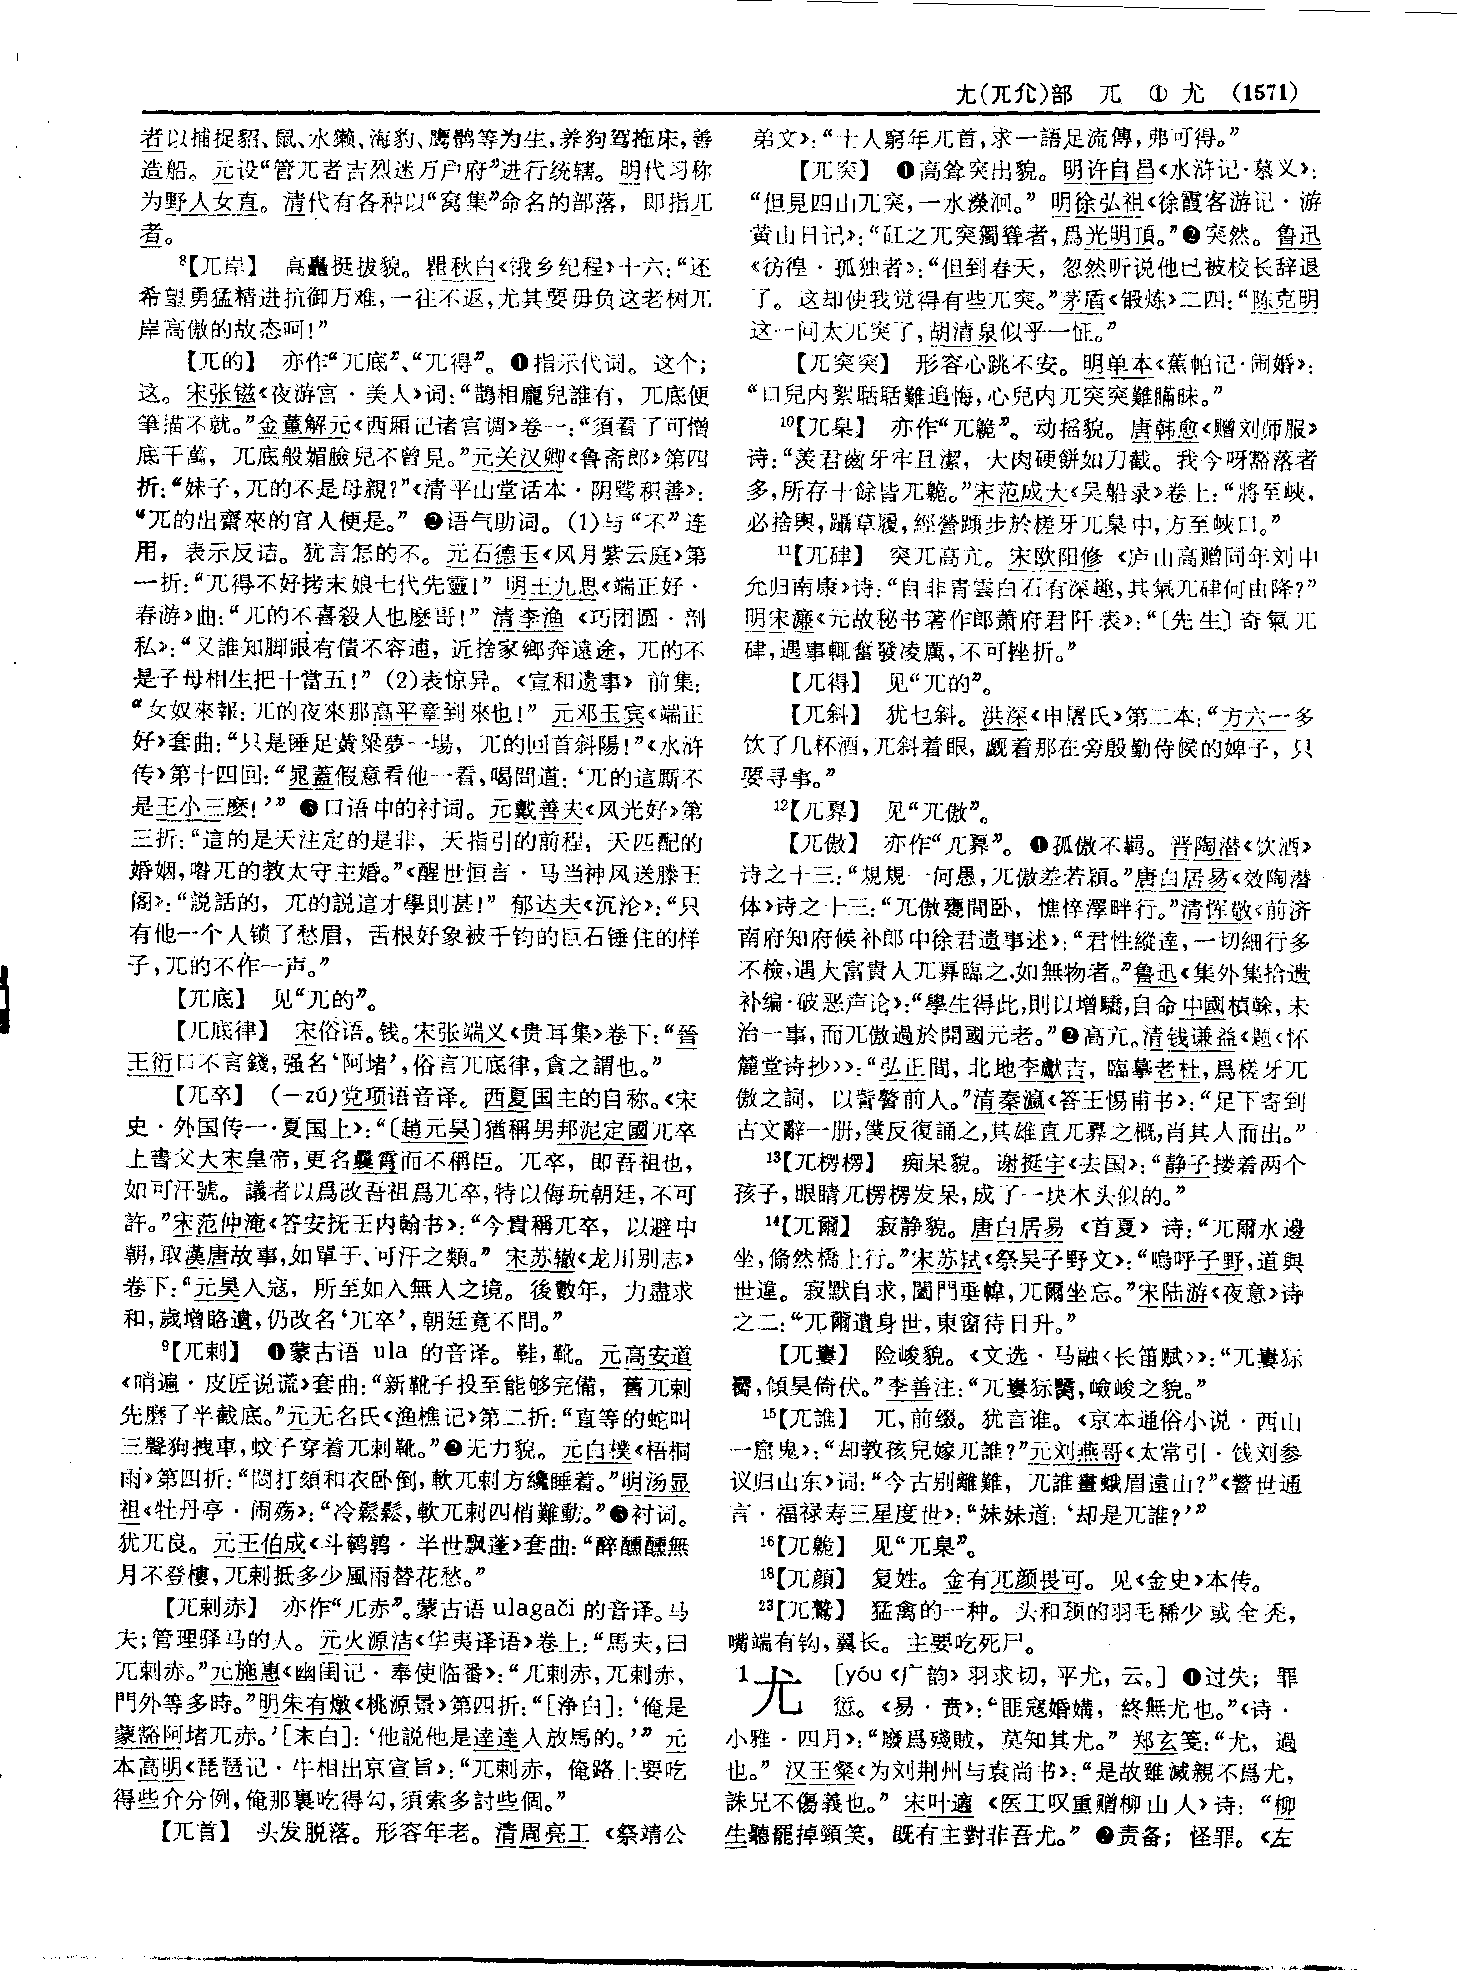 尢(兀尣)部 兀 ① 尤 (1571)
者以捕捉貂、鼠、水獭、海豹、鹰鹘等为生,养狗驾拖床,善
造船。元设“管兀者吉烈迷万户府”进行统辖。明代习称
为野人女直。清代有各种以“窝集”命名的部落，即指兀
者。
⁸【兀岸】 高矗挺拔貌。瞿秋白《饿乡纪程》十六:“还
希望勇猛精进抗御万难,一往不返,尤其要毋负这老树兀
岸高傲的故态呵!”
【兀的】 亦作“兀底”、“兀得”。❶指示代词。这个；
这。宋张镃《夜游宫·美人》词:“鵲相龐兒誰有，兀底便
筆描不就。”金董解元《西厢记诸宫调》卷一:“須看了可憎
底千萬，兀底般媚臉兒不曾見。”元关汉卿《鲁斋郎》第四
折:“妹子,兀的不是母親?”《清平山堂话本·阴骘积善》:
“兀的出齋來的官人便是。” ❷语气助词。(1)与“不”连
用，表示反诘。犹言怎的不。元石德玉《风月紫云庭》第
一折:“兀得不好拷末娘七代先靈!” 明王九思《端正好·
春游》曲:“兀的不喜殺人也麽哥!” 清李渔《巧团圆·剖
私》:“又誰知脚跟有債不容逋，近捨家鄉奔遠途，兀的不
是子母相生把十當五!” (2)表惊异。《宣和遗事》前集:
“女奴來報:兀的夜來那高平章到來也!” 元邓玉宾《端正
好》套曲:“只是睡足黃粱夢一場，兀的回首斜陽!”《水浒
传》第十四回:“晁蓋假意看他一看,喝問道:‘兀的這厮不
是王小三麽!’” ❸口语中的衬词。元戴善夫《风光好》第
三折:“這的是天注定的是非，天指引的前程，天匹配的
婚姻,喒兀的教太守主婚。”《醒世恒言·马当神风送滕王
阁》:“説話的，兀的説這才學則甚!” 郁达夫《沉沦》:“只
有他一个人锁了愁眉，舌根好象被千钧的巨石锤住的样
子,兀的不作一声。”
【兀底】 见“兀的”。
【兀底律】 宋俗语。钱。宋张端义《贵耳集》卷下:“晉
王衍口不言錢,强名‘阿堵’,俗言兀底律,貪之謂也。”
【兀卒】 (—zú)党项语音译。西夏国主的自称。《宋
史·外国传一·夏国上》:“〔趙元昊〕猶稱男邦泥定國兀卒
上書父大宋皇帝,更名曩霄而不稱臣。兀卒，即吾祖也，
如可汗號。議者以爲改吾祖爲兀卒,特以侮玩朝廷,不可
許。”宋范仲淹《答安抚王内翰书》:“今貴稱兀卒，以避中
朝,取漢唐故事,如單于、可汗之類。” 宋苏辙《龙川别志》
卷下:“元昊入寇，所至如入無人之境。後數年，力盡求
和,歲增賂遺,仍改名‘兀卒’,朝廷竟不問。”
⁹【兀剌】 ❶蒙古语 ula 的音译。鞋,靴。元高安道
《哨遍·皮匠说谎》套曲:“新靴子投至能够完備，舊兀剌
先磨了半截底。”元无名氏《渔樵记》第二折:“直等的蛇叫
三聲狗拽車,蚊子穿着兀剌靴。”❷无力貌。元白樸《梧桐
雨》第四折:“悶打頦和衣卧倒,軟兀剌方纔睡着。”明汤显
祖《牡丹亭·闹殇》:“冷鬆鬆,軟兀剌四梢難動。”❸衬词。
犹兀良。元王伯成《斗鹌鹑·半世飘蓬》套曲:“醉醺醺無
月不登樓,兀剌抵多少風雨替花愁。”
【兀剌赤】 亦作“兀赤”。蒙古语 ulagači 的音译。马
夫;管理驿马的人。元火源洁《华夷译语》卷上:“馬夫,曰
兀剌赤。”元施惠《幽闺记·奉使临番》:“兀剌赤,兀剌赤，
門外等多時。”明朱有燉《桃源景》第四折:“[净白]:‘俺是
蒙豁阿堵兀赤。’[末白]:‘他説他是達達人放馬的。’” 元
本高明《琵琶记·牛相出京宣旨》:“兀剌赤，俺路上要吃
得些介分例,俺那裏吃得勾,須索多討些個。”
【兀首】 头发脱落。形容年老。清周亮工《祭靖公
弟文》:“士人窮年兀首,求一語足流傳,弗可得。”
【兀突】 ❶高耸突出貌。明许自昌《水浒记·慕义》:
“但見四山兀突,一水瀠洄。” 明徐弘祖《徐霞客游记·游
黄山日记》:“缸之兀突獨聳者,爲光明頂。”❷突然。鲁迅
《彷徨·孤独者》:“但到春天，忽然听说他已被校长辞退
了。这却使我觉得有些兀突。”茅盾《锻炼》二四:“陈克明
这一问太兀突了,胡清泉似乎一怔。”
【兀突突】 形容心跳不安。明单本《蕉帕记·闹婚》:
“口兒内絮聒聒難追悔,心兒内兀突突難瞞昧。”
¹⁰【兀臬】 亦作“兀臲”。动摇貌。唐韩愈《赠刘师服》
诗:“羨君齒牙牢且潔，大肉硬餅如刀截。我今呀豁落者
多,所存十餘皆兀臲。”宋范成大《吴船录》卷上:“將至峽，
必捨輿,躡草履,經營蹞步於槎牙兀臬中,方至峽口。”
¹¹【兀硉】 突兀高亢。宋欧阳修《庐山高赠同年刘中
允归南康》诗:“自非青雲白石有深趣,其氣兀硉何由降?”
明宋濂《元故秘书著作郎萧府君阡表》:“〔先生〕奇氣兀
硉,遇事輒奮發凌厲,不可挫折。”
【兀得】 见“兀的”。
【兀斜】 犹乜斜。洪深《申屠氏》第二本:“方六一多
饮了几杯酒,兀斜着眼，觑着那在旁殷勤侍候的婢子，只
要寻事。”
¹²【兀奡】 见“兀傲”。
【兀傲】 亦作“兀奡”。❶孤傲不羁。晋陶潜《饮酒》
诗之十三:“規規一何愚,兀傲差若穎。”唐白居易《效陶潜
体》诗之十三:“兀傲甕間卧，憔悴澤畔行。”清恽敬《前济
南府知府候补郎中徐君遗事述》:“君性縱達,一切細行多
不檢,遇大富貴人兀奡臨之,如無物者。”鲁迅《集外集拾遗
补编·破恶声论》:“學生得此,則以增驕,自命中國楨榦,未
治一事,而兀傲過於開國元老。”❷高亢。清钱谦益《题〈怀
麓堂诗抄〉》:“弘正間，北地李獻吉，臨摹老杜,爲槎牙兀
傲之詞，以訾謷前人。”清秦瀛《答王惕甫书》:“足下寄到
古文辭一册,僕反復誦之,其雄直兀奡之概,肖其人而出。”
¹³【兀楞楞】 痴呆貌。谢挺宇《去国》:“静子搂着两个
孩子,眼睛兀楞楞发呆,成了一块木头似的。”
¹⁴【兀爾】 寂静貌。唐白居易《首夏》诗:“兀爾水邊
坐,翛然橋上行。”宋苏轼《祭吴子野文》:“嗚呼子野,道與
世違。寂默自求,闔門垂幃,兀爾坐忘。”宋陆游《夜意》诗
之二:“兀爾遺身世,東窗待日升。”
【兀嶁】 险峻貌。《文选·马融〈长笛赋〉》:“兀嶁狋
觺,傾昃倚伏。”李善注:“兀嶁狋觺,嶮峻之貌。”
¹⁵【兀誰】 兀,前缀。犹言谁。《京本通俗小说·西山
一窟鬼》:“却教孩兒嫁兀誰?”元刘燕哥《太常引·饯刘参
议归山东》词:“今古别離難，兀誰畫蛾眉遠山?”《警世通
言·福禄寿三星度世》:“妹妹道:‘却是兀誰?’”
¹⁶【兀臲】 见“兀臬”。
¹⁸【兀顔】 复姓。金有兀颜畏可。见《金史》本传。
²³【兀鷲】 猛禽的一种。头和颈的羽毛稀少或全秃，
嘴端有钩,翼长。主要吃死尸。
1 尤 [yóu《广韵》羽求切,平尤,云。] ❶过失；罪
愆。《易·贲》:“匪寇婚媾，終無尤也。”《诗·
小雅·四月》:“廢爲殘賊，莫知其尤。” 郑玄笺:“尤，過
也。” 汉王粲《为刘荆州与袁尚书》:“是故雖滅親不爲尤，
誅兄不傷義也。” 宋叶適《医工叹重赠柳山人》诗:“柳
生聽罷掉頸笑，既有主對非吾尤。” ❷责备；怪罪。《左